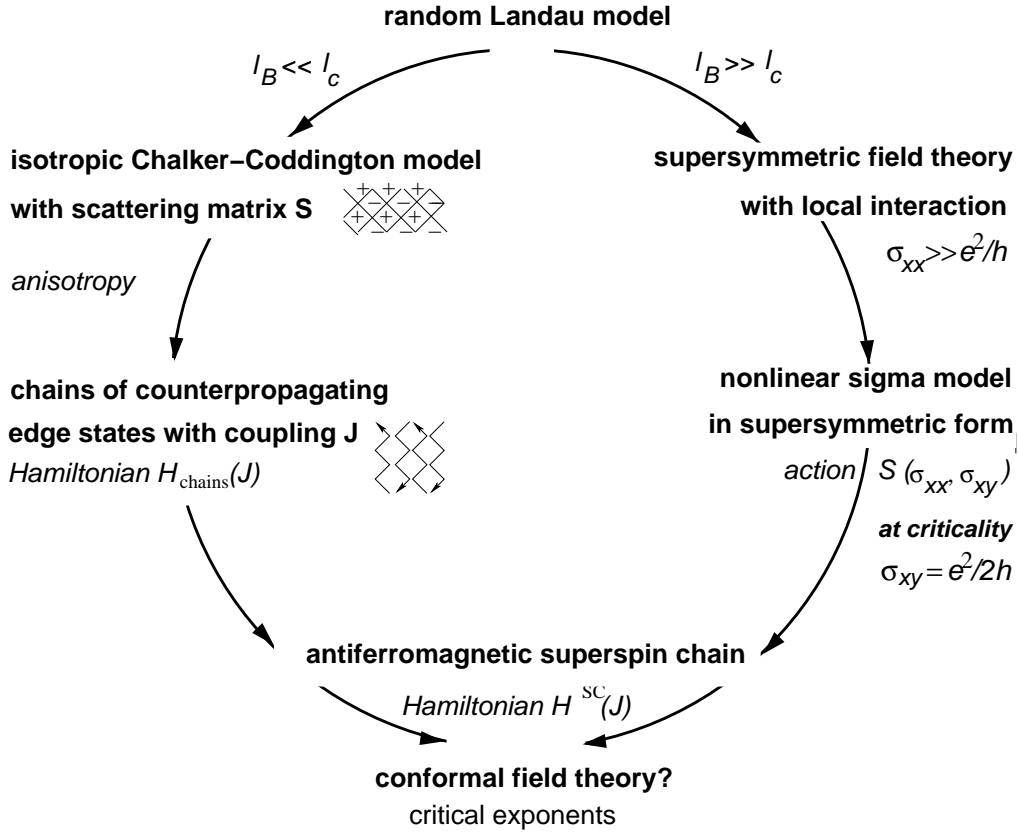 random Landau model
l_B << l_c
l_B >> l_c
isotropic Chalker–Coddington model
with scattering matrix S
+ + +
– – –
+ + +
– – –
anisotropy
chains of counterpropagating
edge states with coupling J
Hamiltonian H_chains(J)
supersymmetric field theory
with local interaction
σ_xx >> e²/h
nonlinear sigma model
in supersymmetric form
action S (σ_xx, σ_xy)
at criticality
σ_xy = e²/2h
antiferromagnetic superspin chain
Hamiltonian H^SC(J)
conformal field theory?
critical exponents